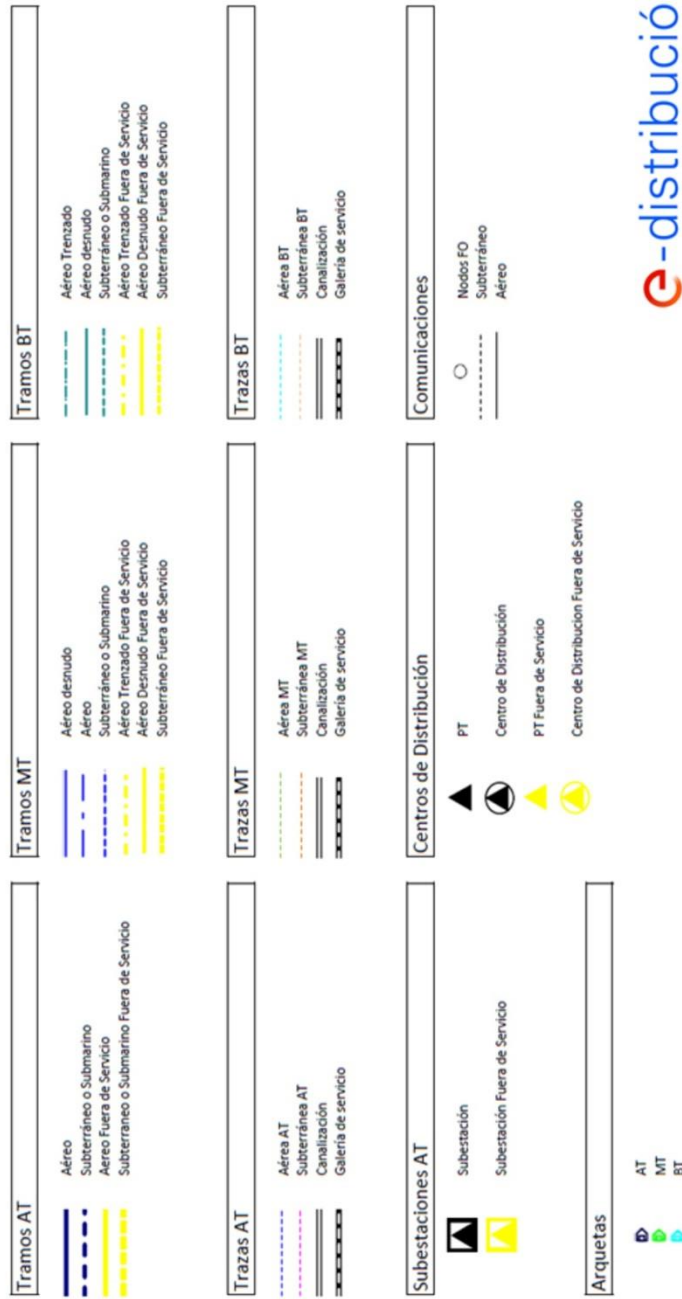 Tramos AT
Aéreo
Subterráneo o Submarino
Aereo Fuera de Servicio
Subterraneo o Submarino Fuera de Servicio
Tramos MT
Aéreo desnudo
Aéreo
Subterráneo o Submarino
Aéreo Trenzado Fuera de Servicio
Aéreo Desnudo Fuera de Servicio
Subterráneo Fuera de Servicio
Tramos BT
Aéreo Trenzado
Aéreo desnudo
Subterráneo o Submarino
Aéreo Trenzado Fuera de Servicio
Aéreo Desnudo Fuera de Servicio
Subterráneo Fuera de Servicio
Trazas AT
Aérea AT
Subterránea AT
Canalización
Galería de servicio
Trazas MT
Aérea MT
Subterránea MT
Canalización
Galería de servicio
Trazas BT
Aérea BT
Subterránea BT
Canalización
Galería de servicio
Subestaciones AT
Subestación
Subestación Fuera de Servicio
Centros de Distribución
PT
Centro de Distribución
PT Fuera de Servicio
Centro de Distribucion Fuera de Servicio
Comunicaciones
Nodos FO
Subterráneo
Aéreo
Arquetas
AT
MT
BT
e-distribució